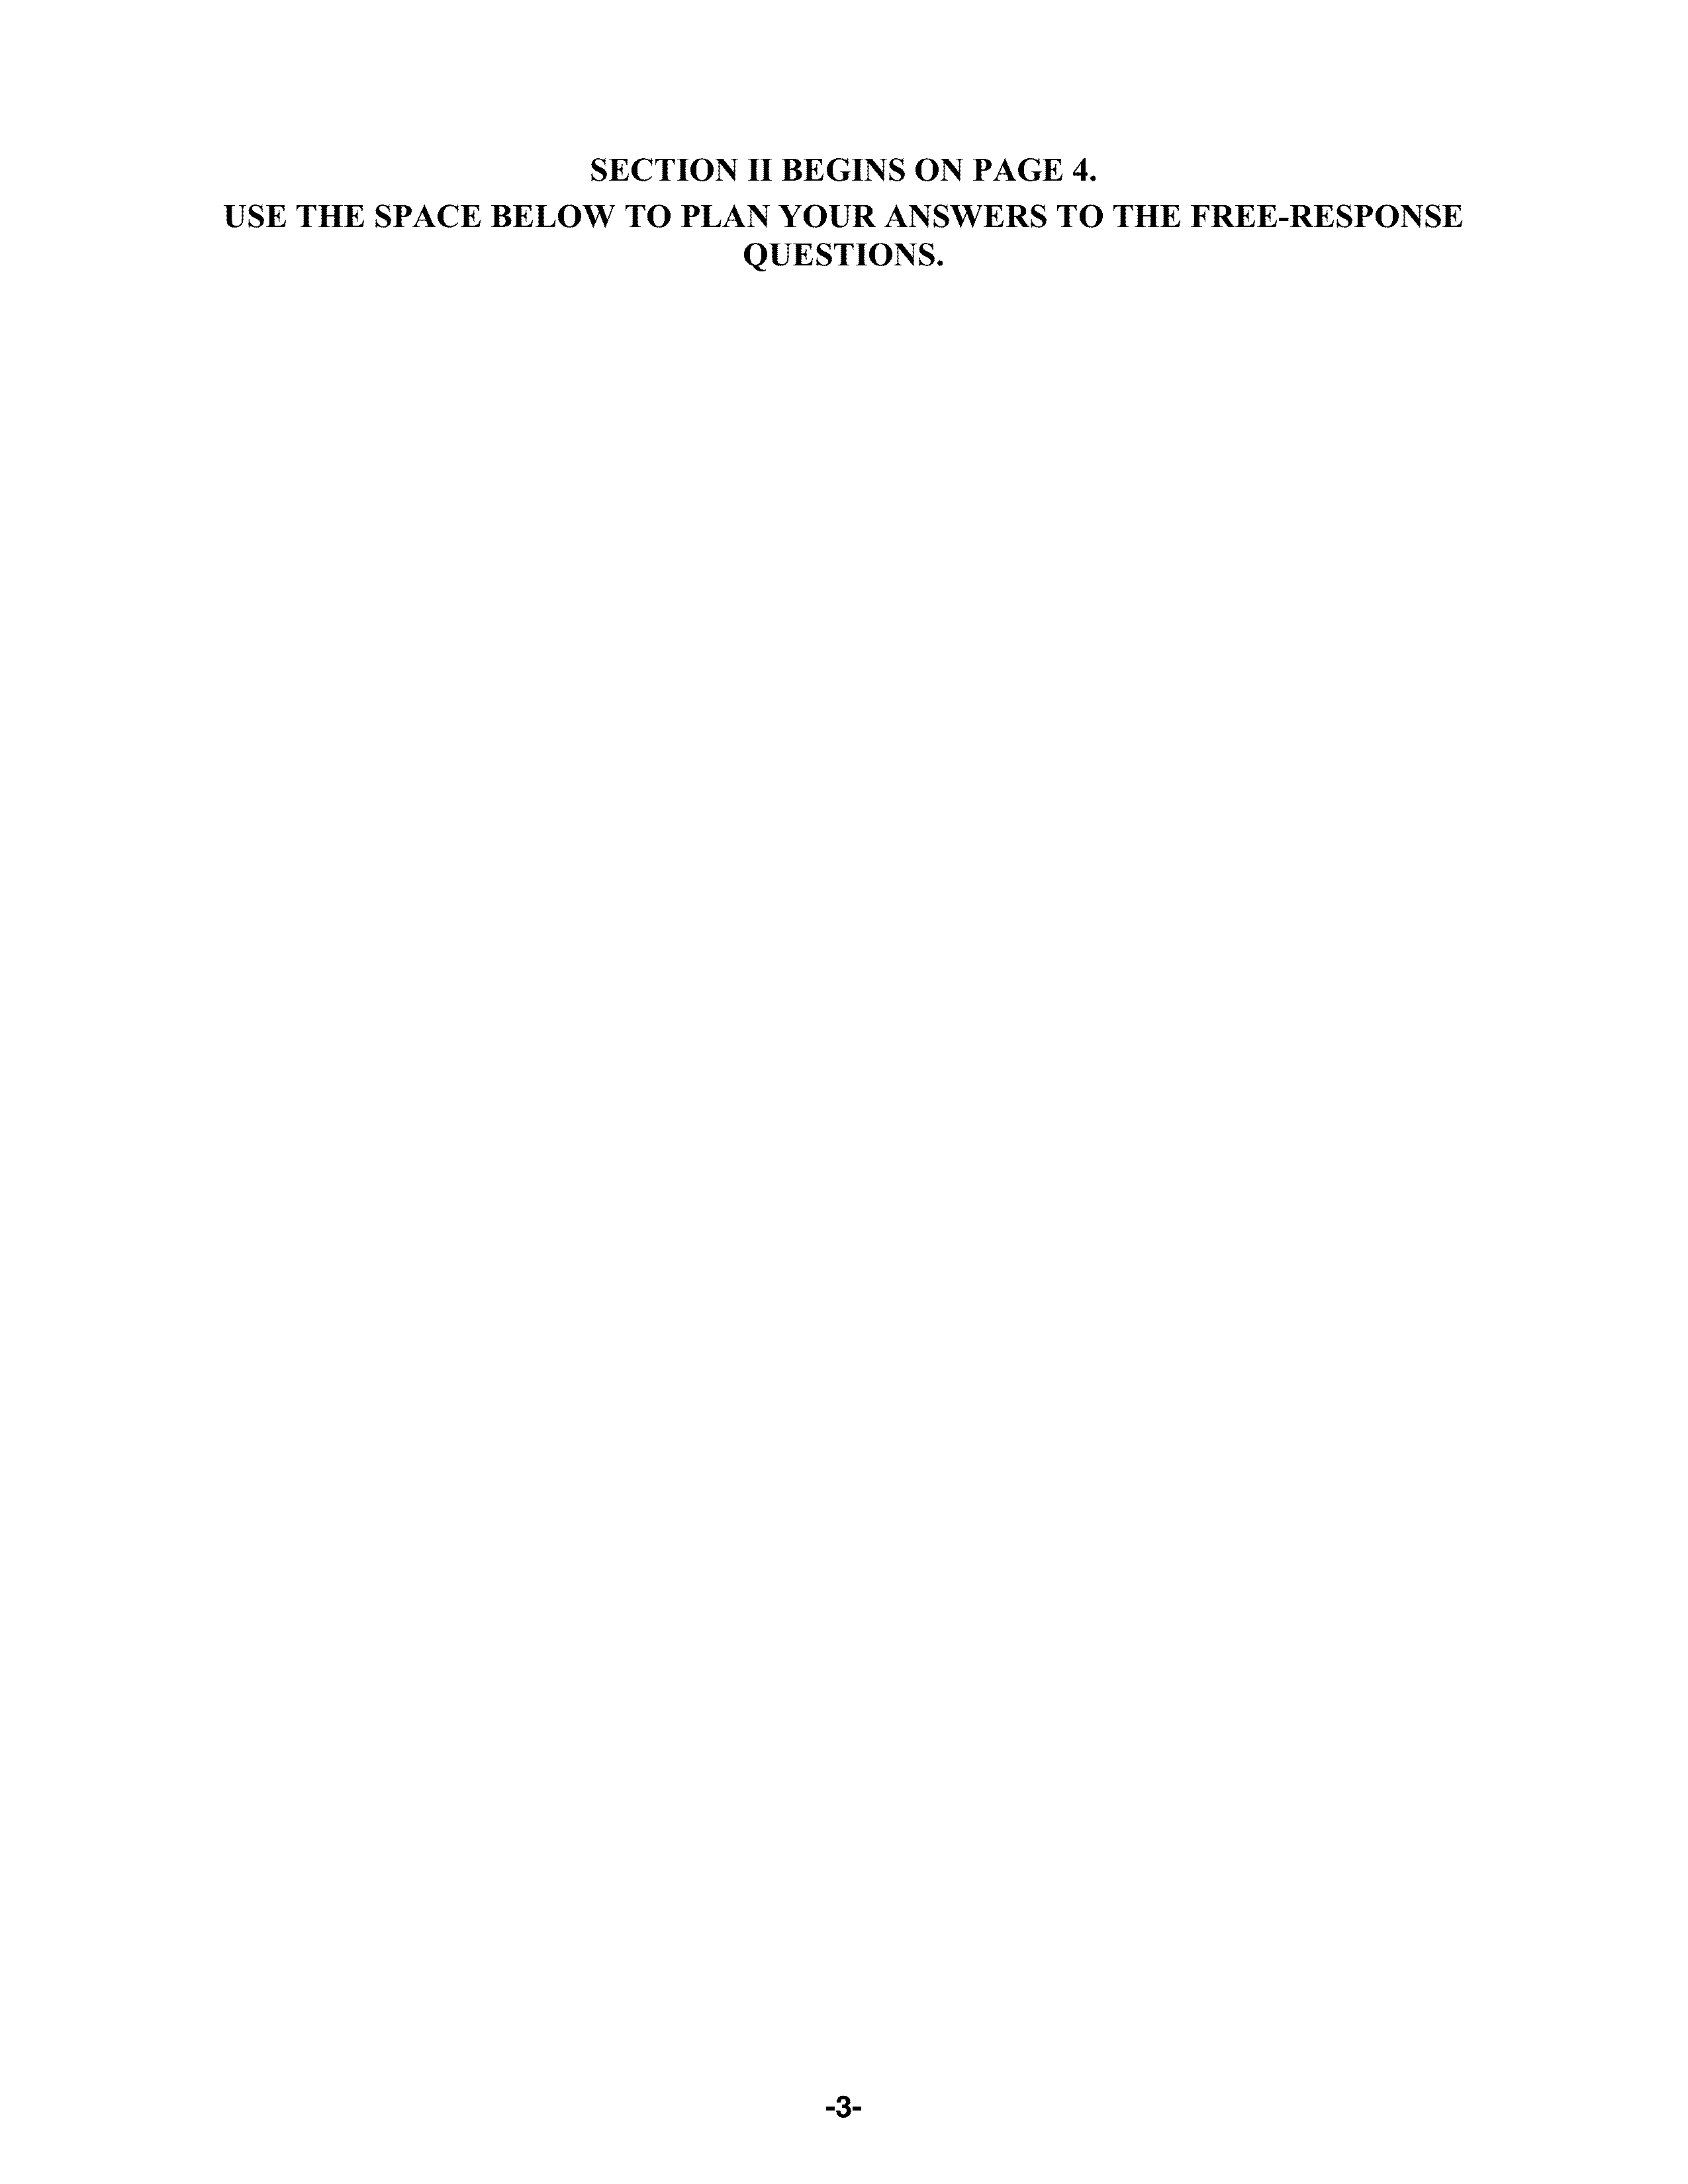 SECTION II BEGINS ON PAGE 4.
USE THE SPACE BELOW TO PLAN YOUR ANSWERS TO THE FREE-RESPONSE
QUESTIONS.
-3-